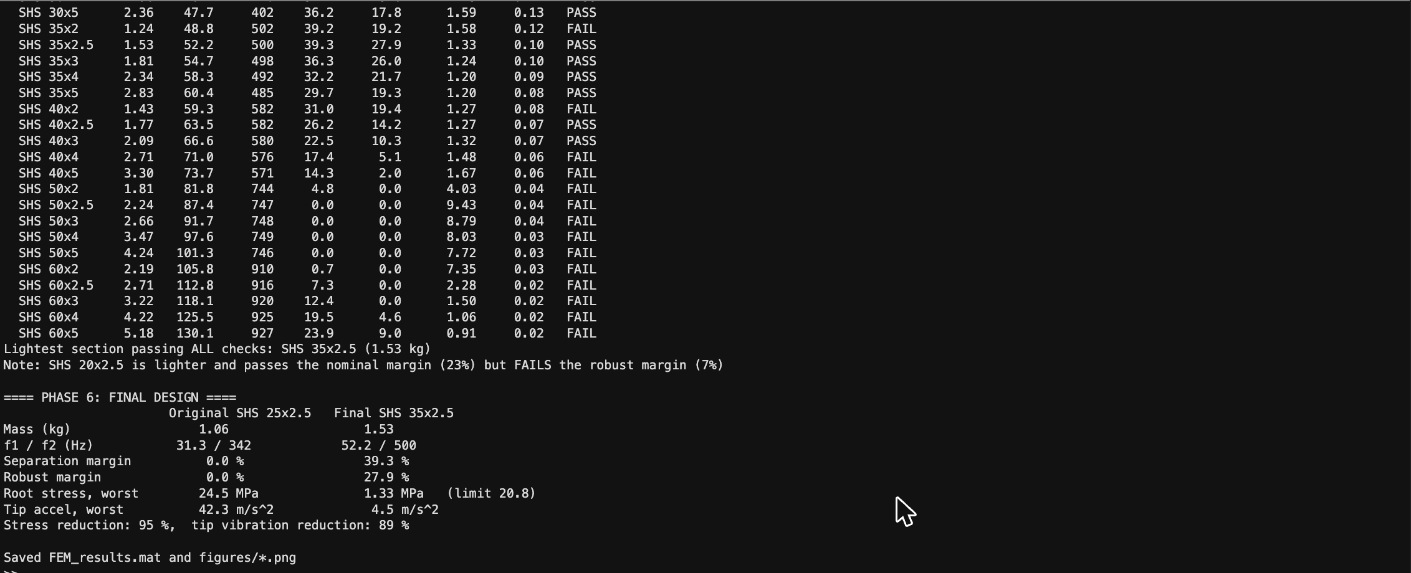 SHS 30x5 2.36 47.7 402 36.2 17.8 1.59 0.13 PASS
SHS 35x2 1.24 48.8 502 39.2 19.2 1.58 0.12 FAIL
SHS 35x2.5 1.53 52.2 500 39.3 27.9 1.33 0.10 PASS
SHS 35x3 1.81 54.7 498 36.3 26.0 1.24 0.10 PASS
SHS 35x4 2.34 58.3 492 32.2 21.7 1.20 0.09 PASS
SHS 35x5 2.83 60.4 485 29.7 19.3 1.20 0.08 PASS
SHS 40x2 1.43 59.3 582 31.0 19.4 1.27 0.08 FAIL
SHS 40x2.5 1.77 63.5 582 26.2 14.2 1.27 0.07 PASS
SHS 40x3 2.09 66.6 580 22.5 10.3 1.32 0.07 PASS
SHS 40x4 2.71 71.0 576 17.4 5.1 1.48 0.06 FAIL
SHS 40x5 3.30 73.7 571 14.3 2.0 1.67 0.06 FAIL
SHS 50x2 1.81 81.8 744 4.8 0.0 4.03 0.04 FAIL
SHS 50x2.5 2.24 87.4 747 0.0 0.0 9.43 0.04 FAIL
SHS 50x3 2.66 91.7 748 0.0 0.0 8.79 0.04 FAIL
SHS 50x4 3.47 97.6 749 0.0 0.0 8.03 0.03 FAIL
SHS 50x5 4.24 101.3 746 0.0 0.0 7.72 0.03 FAIL
SHS 60x2 2.19 105.8 910 0.7 0.0 7.35 0.03 FAIL
SHS 60x2.5 2.71 112.8 916 7.3 0.0 2.28 0.02 FAIL
SHS 60x3 3.22 118.1 920 12.4 0.0 1.50 0.02 FAIL
SHS 60x4 4.22 125.5 925 19.5 4.6 1.06 0.02 FAIL
SHS 60x5 5.18 130.1 927 23.9 9.0 0.91 0.02 FAIL
Lightest section passing ALL checks: SHS 35x2.5 (1.53 kg)
Note: SHS 20x2.5 is lighter and passes the nominal margin (23%) but FAILS the robust margin (7%)
==== PHASE 6: FINAL DESIGN ====
Original SHS 25x2.5 Final SHS 35x2.5
Mass (kg) 1.06 1.53
f1 / f2 (Hz) 31.3 / 342 52.2 / 500
Separation margin 0.0 % 39.3 %
Robust margin 0.0 % 27.9 %
Root stress, worst 24.5 MPa 1.33 MPa (limit 20.8)
Tip accel, worst 42.3 m/s^2 4.5 m/s^2
Stress reduction: 95 %, tip vibration reduction: 89 %
Saved FEM_results.mat and figures/*.png
>>